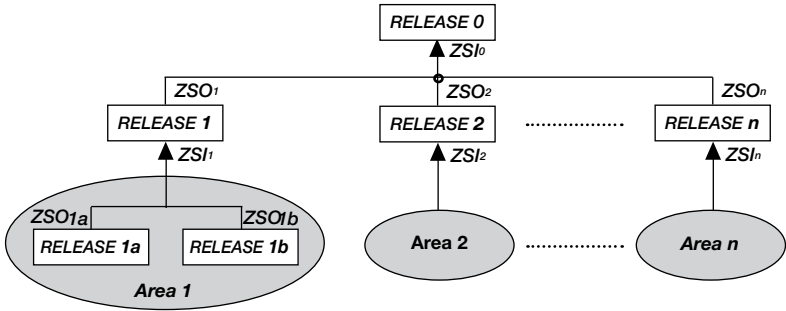 RELEASE 0
ZSI0
ZSO1
ZSO2
ZSOn
RELEASE 1
RELEASE 2
RELEASE n
ZSI1
ZSI2
ZSIn
ZSO1a
ZSO1b
RELEASE 1a
RELEASE 1b
Area 1
Area 2
Area n